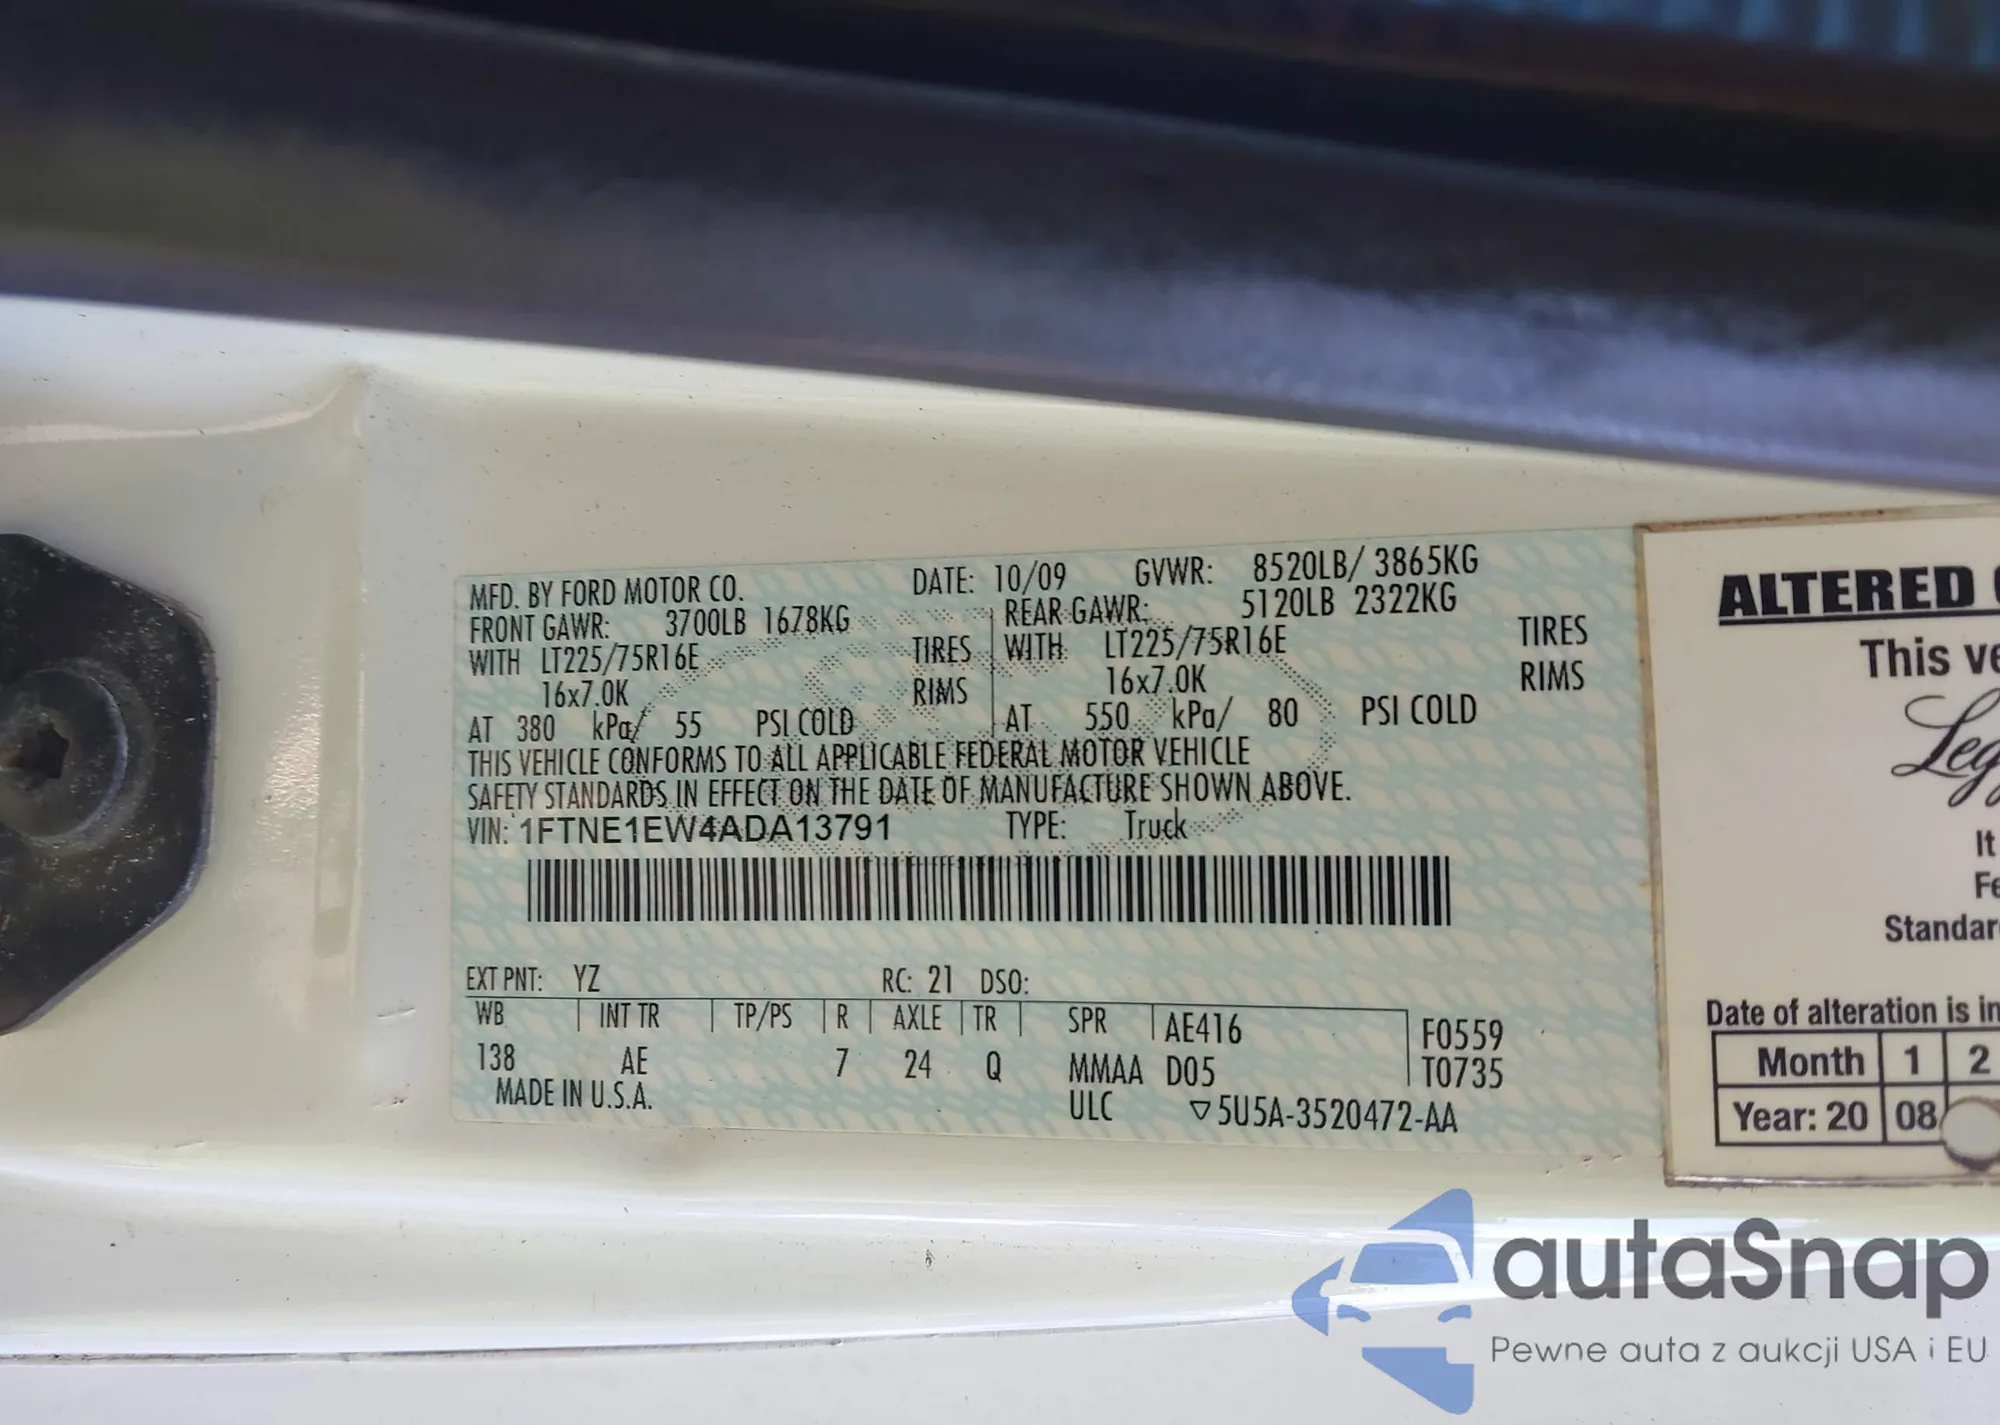 MFD. BY FORD MOTOR CO. DATE: 10/09 GVWR: 8520LB/ 3865KG
FRONT GAWR: 3700LB 1678KG REAR GAWR: 5120LB 2322KG
WITH LT225/75R16E TIRES WITH LT225/75R16E TIRES
16x7.0K RIMS 16x7.0K RIMS
AT 380 kPa/ 55 PSI COLD AT 550 kPa/ 80 PSI COLD
THIS VEHICLE CONFORMS TO ALL APPLICABLE FEDERAL MOTOR VEHICLE
SAFETY STANDARDS IN EFFECT ON THE DATE OF MANUFACTURE SHOWN ABOVE.
VIN: 1FTNE1EW4ADA13791 TYPE: Truck
EXT PNT: YZ RC: 21 DSO:
WB INT TR TP/PS R AXLE TR SPR AE416 F0559
138 AE 7 24 Q MMAA D05 T0735
MADE IN U.S.A. ULC ▽5U5A-3520472-AA
ALTERED
This
It
Date of alteration is
Month 1 2
Year: 20 08
autaSnap
Pewne auta z aukcji USA i EU